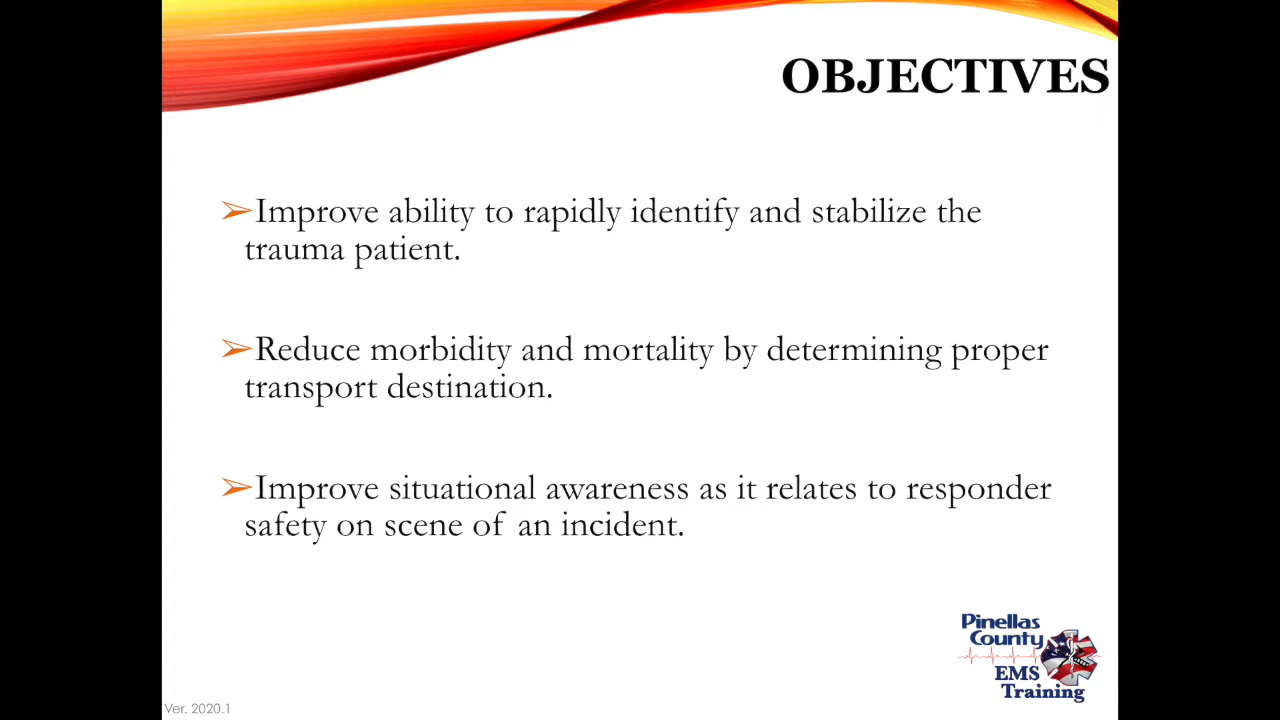 OBJECTIVES
➢Improve ability to rapidly identify and stabilize the
trauma patient.
➢Reduce morbidity and mortality by determining proper
transport destination.
➢Improve situational awareness as it relates to responder
safety on scene of an incident.
Pinellas
County
EMS
Training
Ver. 2020.1